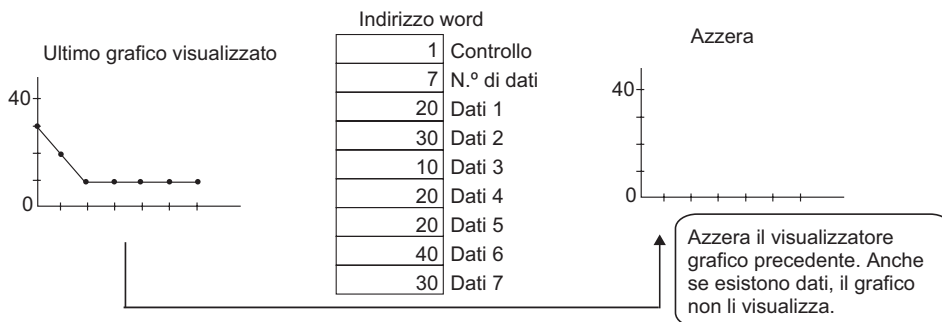 Indirizzo word
Ultimo grafico visualizzato
Azzera
1 Controllo
7 N.º di dati
20 Dati 1
30 Dati 2
10 Dati 3
20 Dati 4
20 Dati 5
40 Dati 6
30 Dati 7
40
0
40
0
Azzera il visualizzatore
grafico precedente. Anche
se esistono dati, il grafico
non li visualizza.